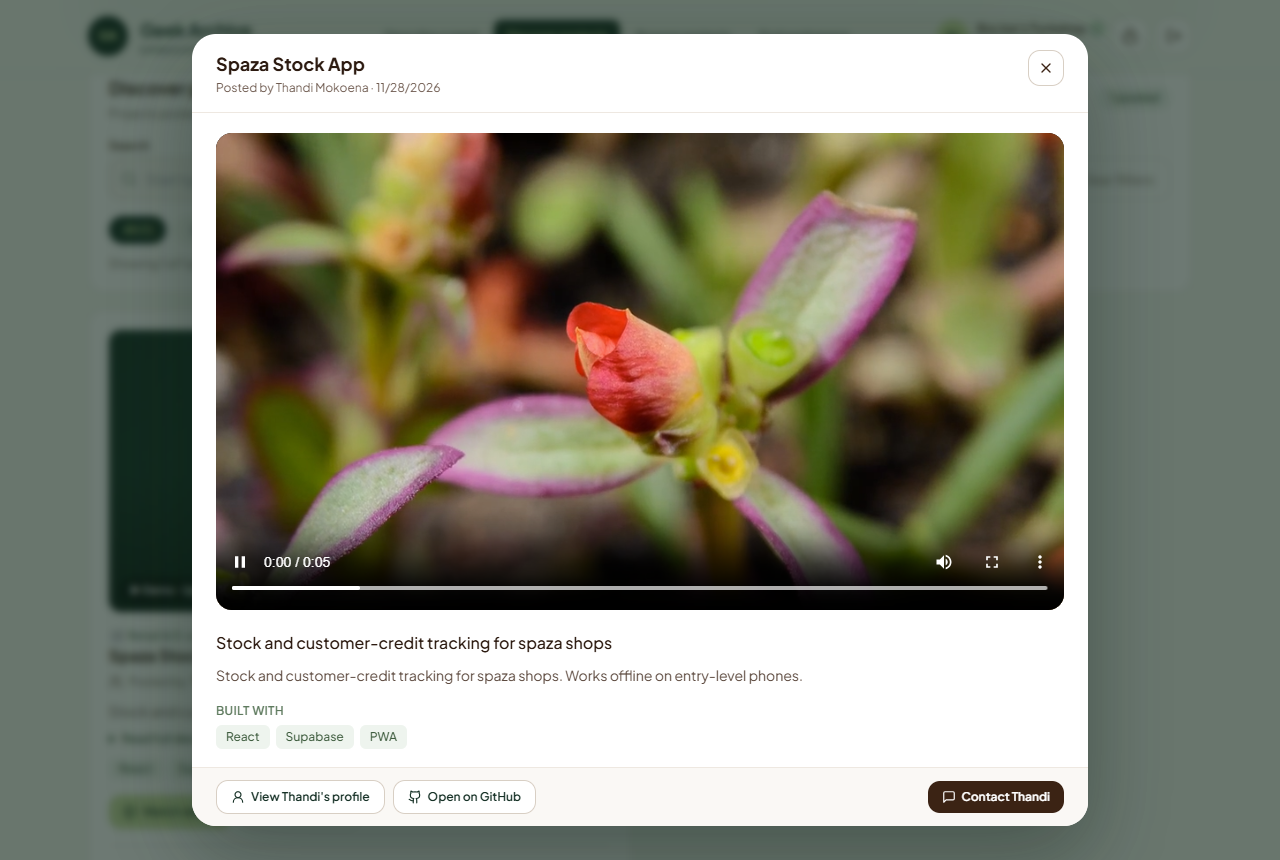 Spaza Stock App
Posted by Thandi Mokoena · 11/28/2026
0:00 / 0:05
Stock and customer-credit tracking for spaza shops
Stock and customer-credit tracking for spaza shops. Works offline on entry-level phones.
BUILT WITH
React Supabase PWA
View Thandi's profile Open on GitHub Contact Thandi